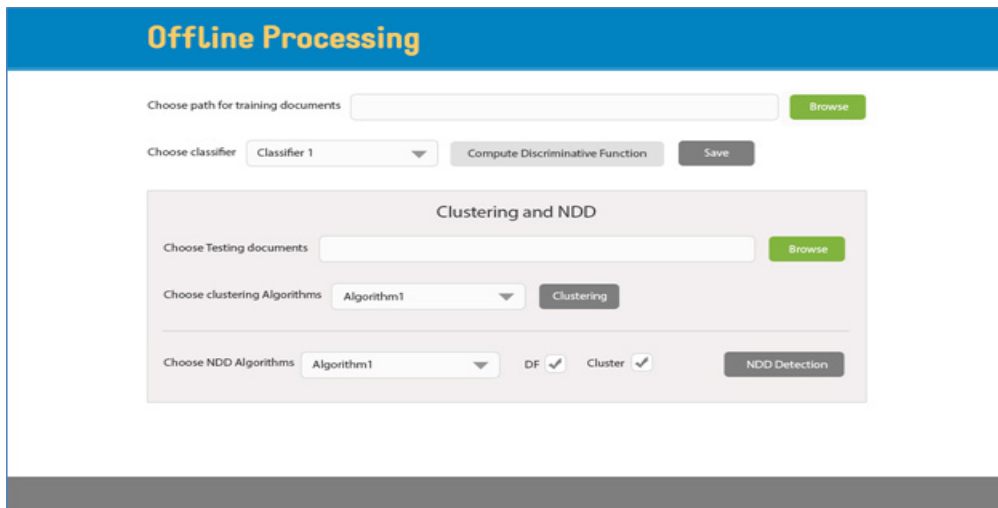 Offline Processing
Choose path for training documents Browse
Choose classifier Classifier 1 Compute Discriminative Function Save
Clustering and NDD
Choose Testing documents Browse
Choose clustering Algorithms Algorithm1 Clustering
Choose NDD Algorithms Algorithm1 DF Cluster NDD Detection